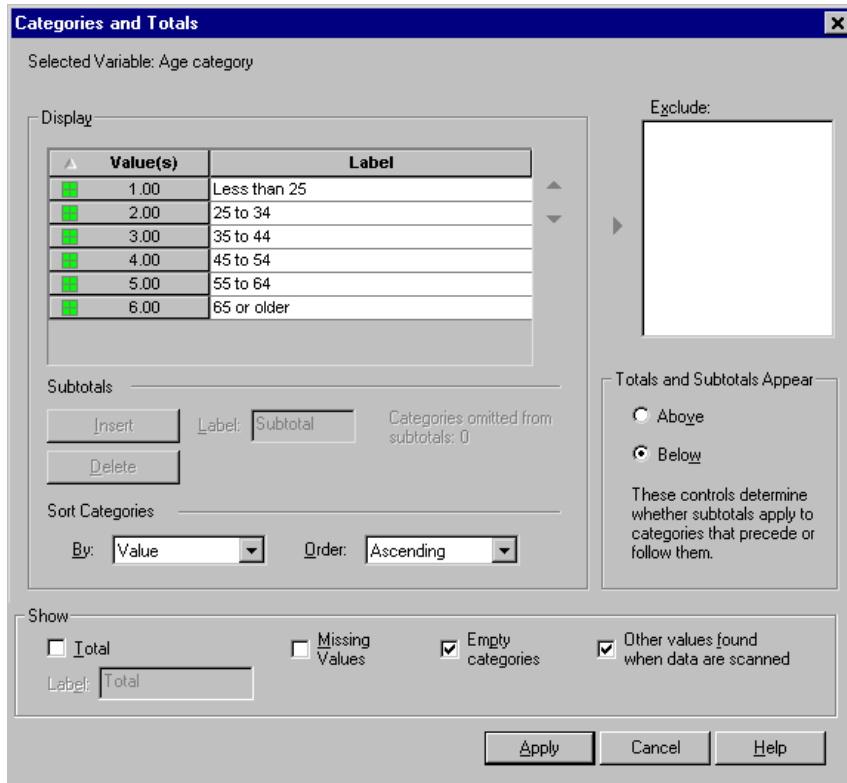 Categories and Totals
Selected Variable: Age category
Display
Value(s) Label
1.00 Less than 25
2.00 25 to 34
3.00 35 to 44
4.00 45 to 54
5.00 55 to 64
6.00 65 or older
Subtotals
Insert Label: Subtotal Categories omitted from
subtotals: 0
Delete
Sort Categories
By: Value Order: Ascending
Exclude:
Totals and Subtotals Appear
Above
Below
These controls determine
whether subtotals apply to
categories that precede or
follow them.
Show
Total
Label: Total
Missing
Values
Empty
categories
Other values found
when data are scanned
Apply Cancel Help